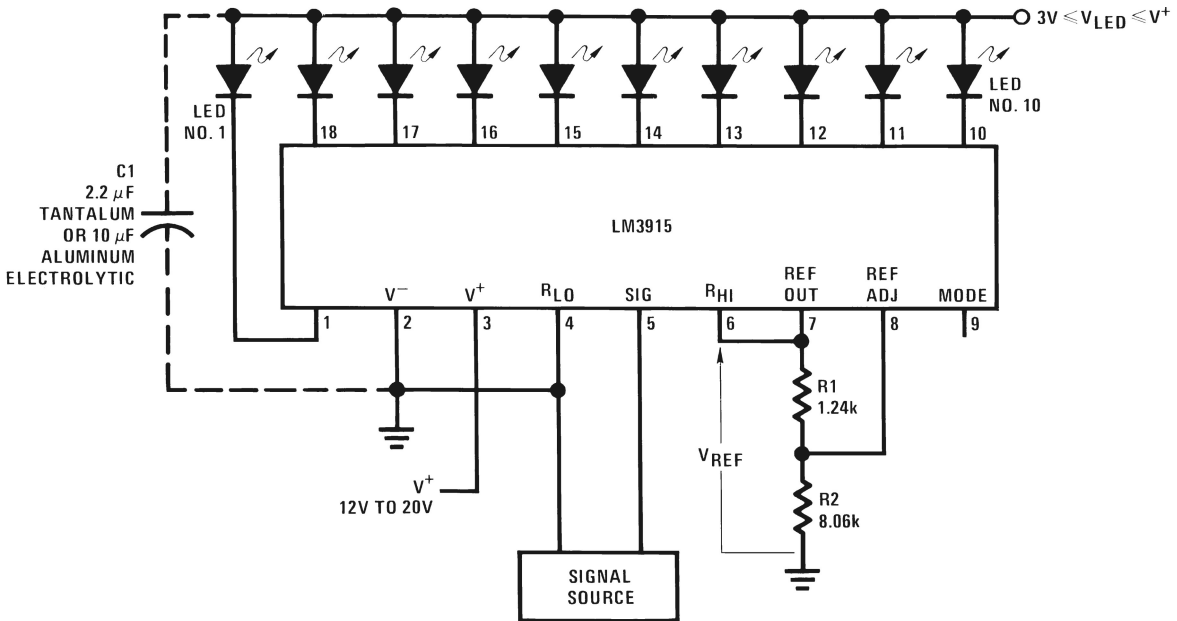 3V ≤ VLED ≤ V+
LED
NO. 1
LED
NO. 10
18
17
16
15
14
13
12
11
10
C1
2.2 μF
TANTALUM
OR 10 μF
ALUMINUM
ELECTROLYTIC
LM3915
V−
V+
RLO
SIG
RHI
REF
OUT
REF
ADJ
MODE
1
2
3
4
5
6
7
8
9
R1
1.24k
VREF
V+
12V TO 20V
R2
8.06k
SIGNAL
SOURCE